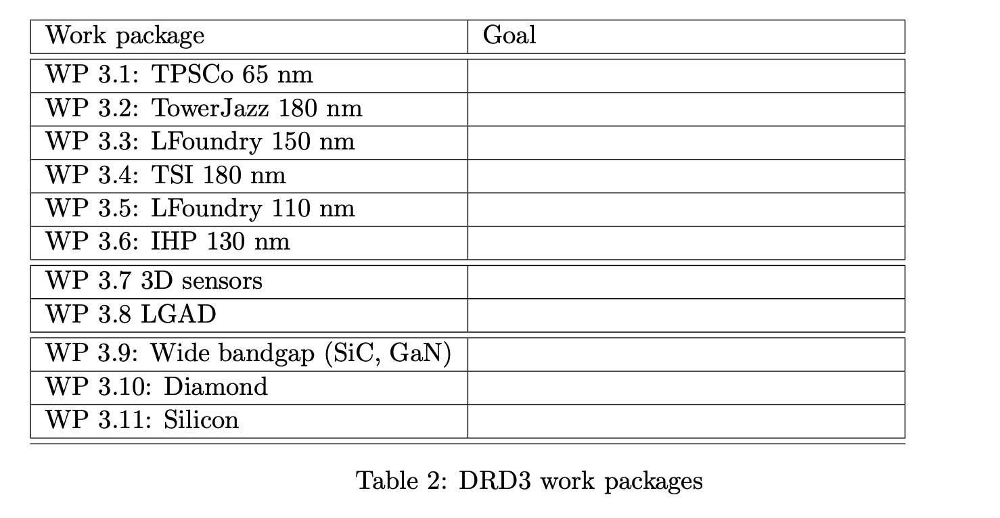 Work package Goal
WP 3.1: TPSCo 65 nm
WP 3.2: TowerJazz 180 nm
WP 3.3: LFoundry 150 nm
WP 3.4: TSI 180 nm
WP 3.5: LFoundry 110 nm
WP 3.6: IHP 130 nm
WP 3.7 3D sensors
WP 3.8 LGAD
WP 3.9: Wide bandgap (SiC, GaN)
WP 3.10: Diamond
WP 3.11: Silicon
Table 2: DRD3 work packages